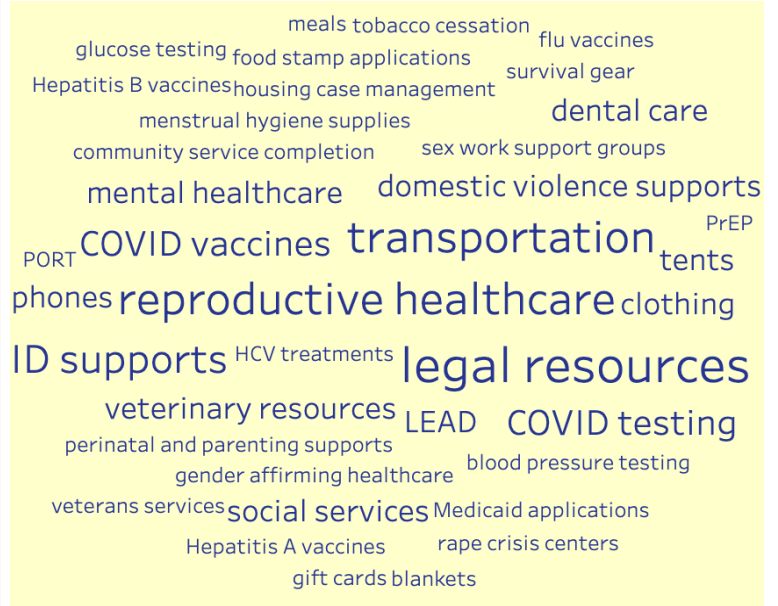 meals tobacco cessation
glucose testing food stamp applications flu vaccines
Hepatitis B vaccines housing case management survival gear
menstrual hygiene supplies dental care
community service completion sex work support groups
mental healthcare domestic violence supports
PORT COVID vaccines transportation PrEP
tents
phones reproductive healthcare clothing
ID supports HCV treatments legal resources
veterinary resources LEAD COVID testing
perinatal and parenting supports
gender affirming healthcare blood pressure testing
veterans services social services Medicaid applications
Hepatitis A vaccines rape crisis centers
gift cards blankets